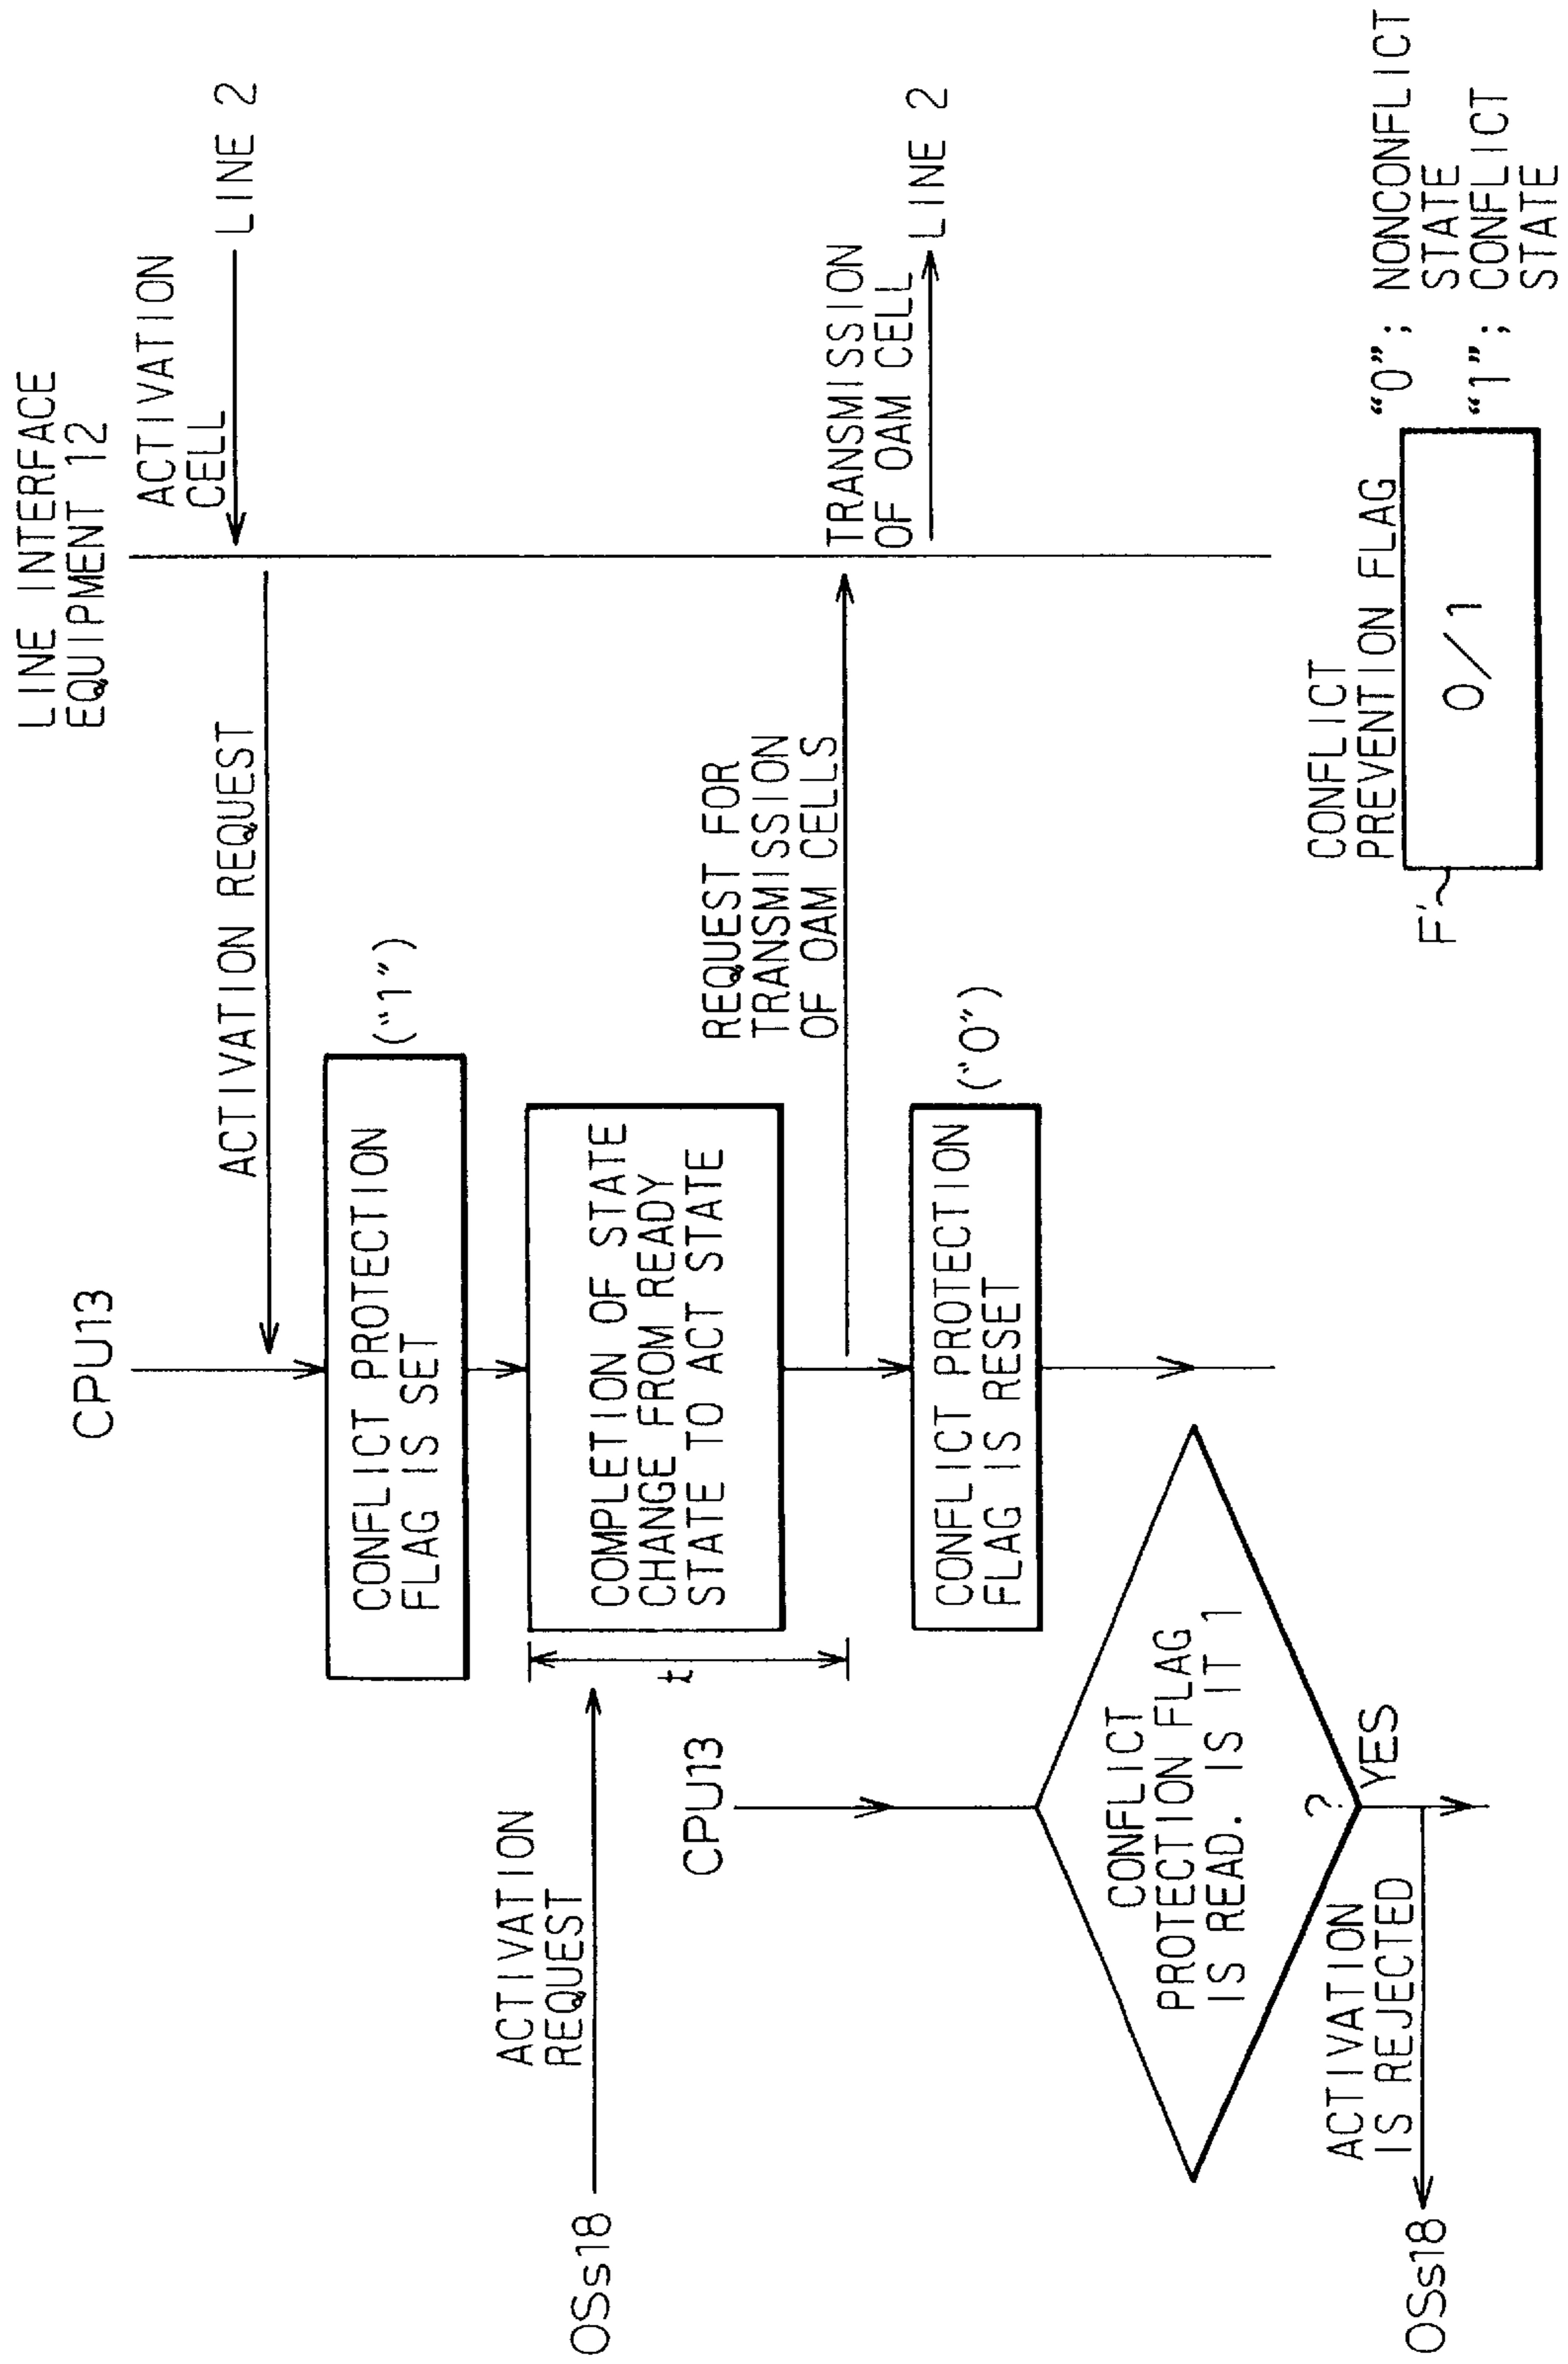 LINE INTERFACE
EQUIPMENT 12
CPU13
ACTIVATION
CELL
LINE 2
ACTIVATION REQUEST
CONFLICT PROTECTION
FLAG IS SET
("1")
OSs18
ACTIVATION
REQUEST
COMPLETION OF STATE
CHANGE FROM READY
STATE TO ACT STATE
t
REQUEST FOR
TRANSMISSION
OF OAM CELLS
TRANSMISSION
OF OAM CELL
LINE 2
CPU13
CONFLICT PROTECTION
FLAG IS RESET
("0")
CONFLICT
PROTECTION FLAG
IS READ. IS IT 1
?
YES
ACTIVATION
IS REJECTED
OSs18
CONFLICT
PREVENTION FLAG
F'
0/1
"0"; NONCONFLICT
STATE
"1"; CONFLICT
STATE